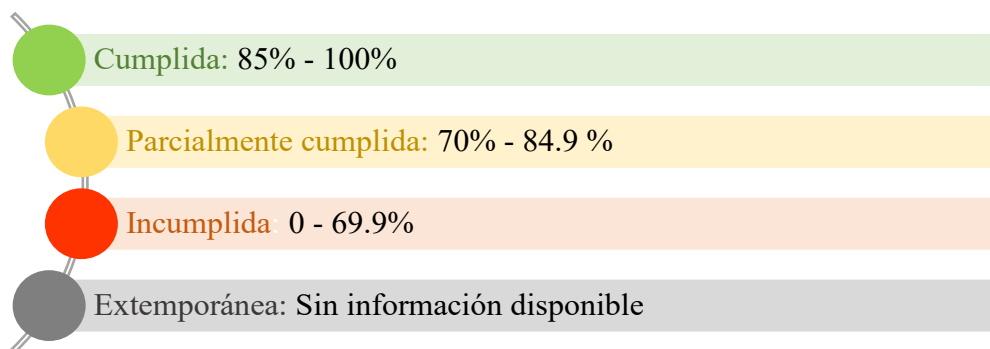 Cumplida: 85% - 100%
Parcialmente cumplida: 70% - 84.9 %
Incumplida: 0 - 69.9%
Extemporánea: Sin información disponible